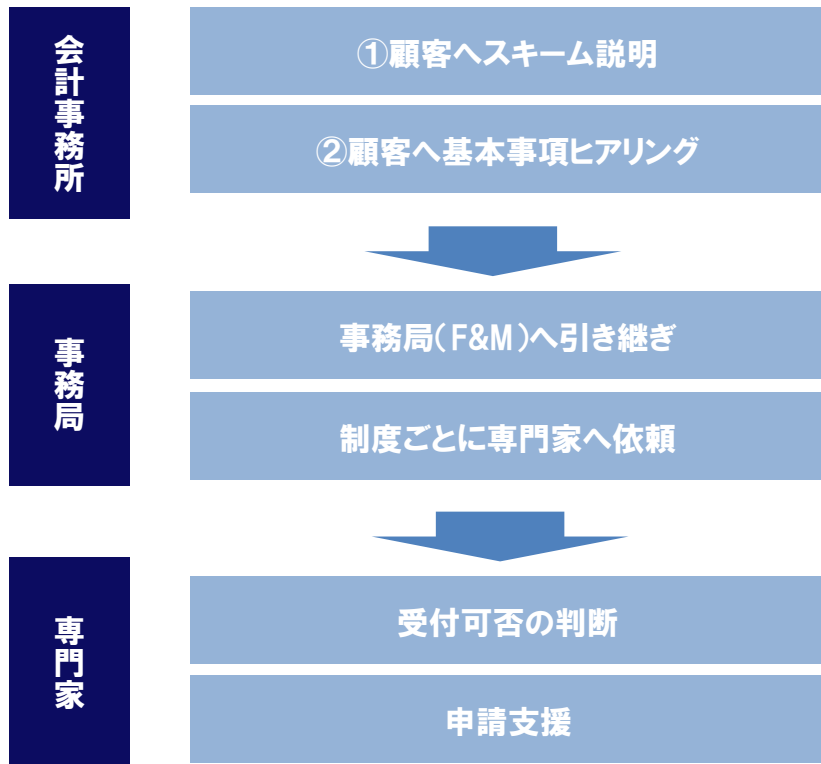 会計事務所
①顧客へスキーム説明
②顧客へ基本事項ヒアリング
事務局
事務局(F&M)へ引き継ぎ
制度ごとに専門家へ依頼
専門家
受付可否の判断
申請支援